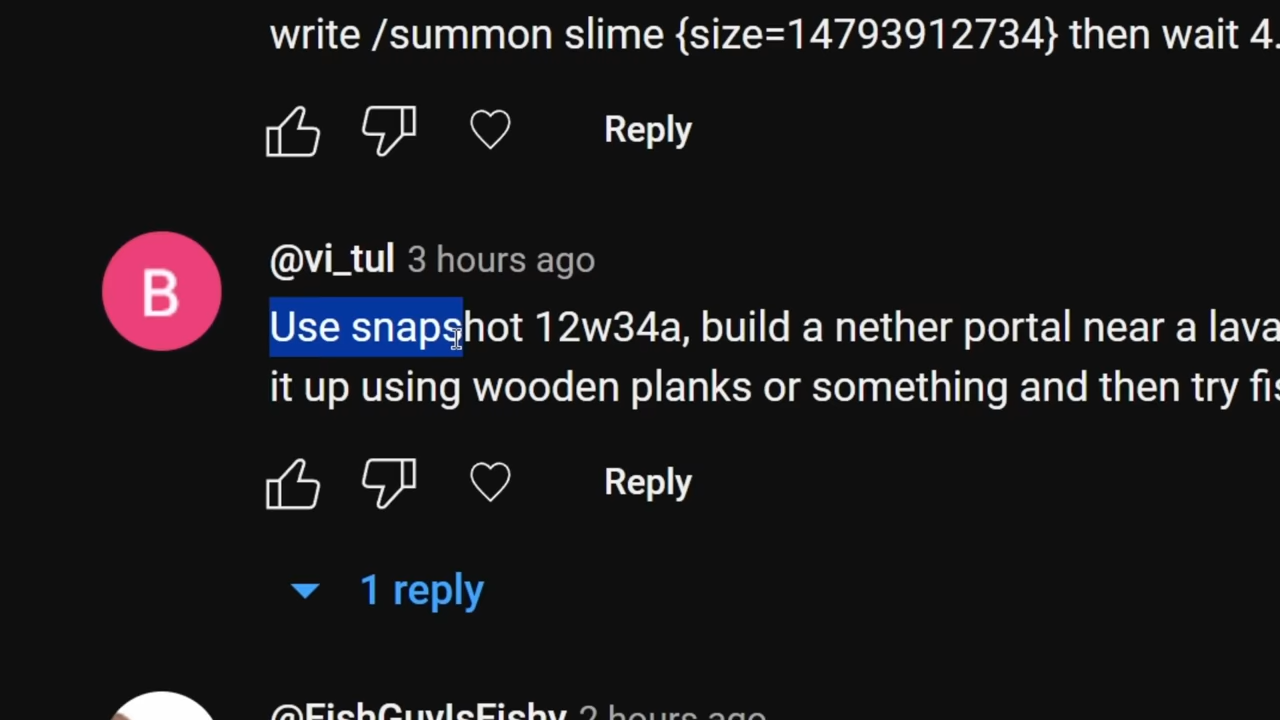 write /summon slime {size=14793912734} then wait 4.
Reply
B
@vi_tul 3 hours ago
Use snapshot 12w34a, build a nether portal near a lava
it up using wooden planks or something and then try
Reply
1 reply
@FishGuyIsFishy 2 hours ago